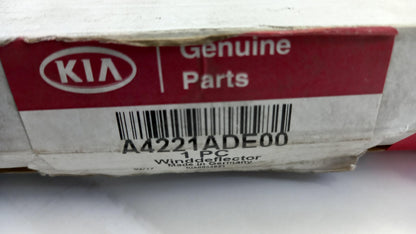 KIA
Genuine
Parts
A4221ADE00
1 PC
Winddeflector
Made in Germany